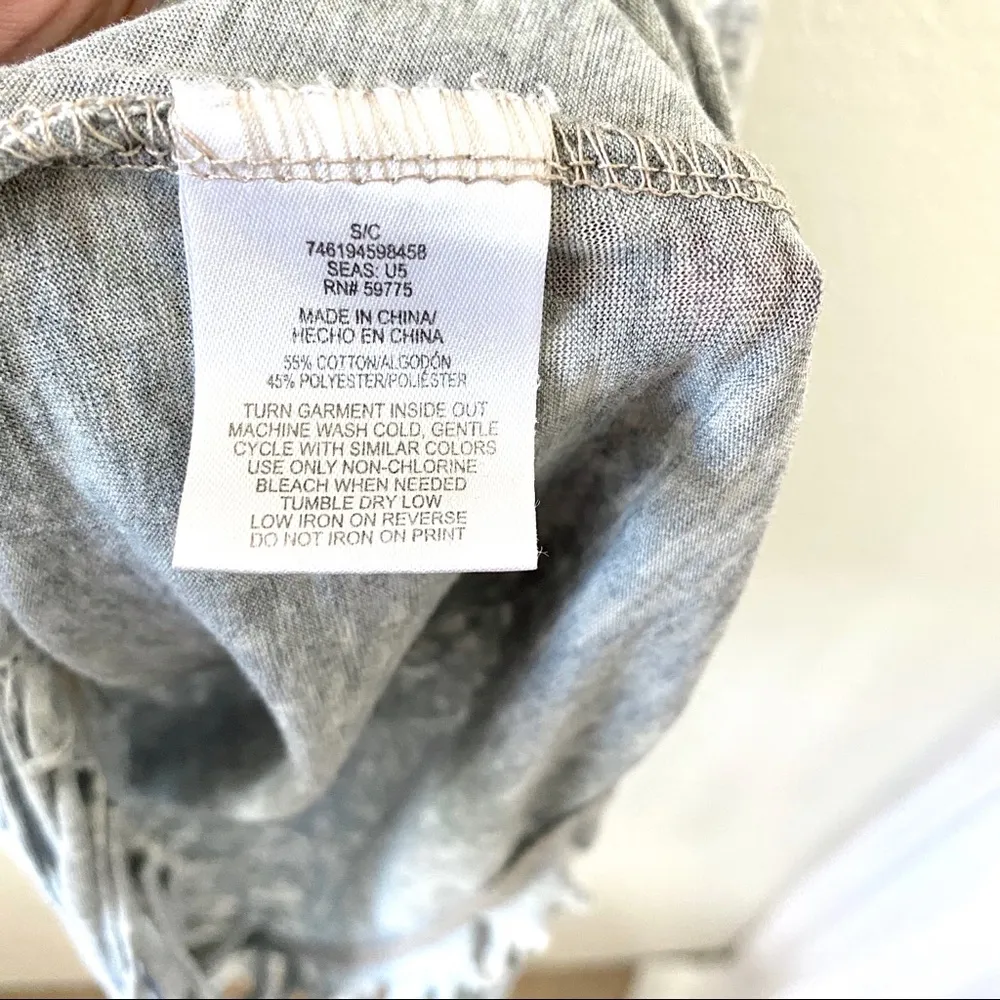 S/C
746194598458
SEAS: U5
RN# 59775
MADE IN CHINA/
HECHO EN CHINA
55% COTTON/ALGODÓN
45% POLYESTER/POLIÉSTER
TURN GARMENT INSIDE OUT
MACHINE WASH COLD, GENTLE
CYCLE WITH SIMILAR COLORS
USE ONLY NON-CHLORINE
BLEACH WHEN NEEDED
TUMBLE DRY LOW
LOW IRON ON REVERSE
DO NOT IRON ON PRINT